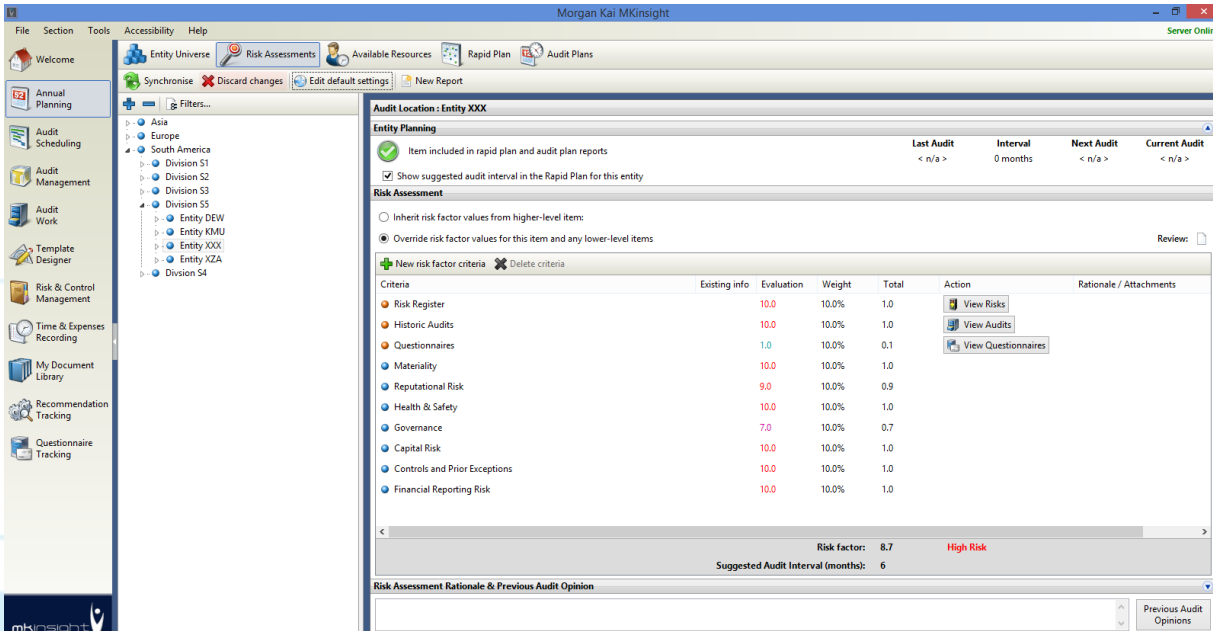 Morgan Kai MKinsight
File Section Tools Accessibility Help
Server Onlin
Welcome
Annual
Planning
Audit
Scheduling
Audit
Management
Audit
Work
Template
Designer
Risk & Control
Management
Time & Expenses
Recording
My Document
Library
Recommendation
Tracking
Questionnaire
Tracking
mkinsight
Entity Universe Risk Assessments Available Resources Rapid Plan Audit Plans
Synchronise Discard changes Edit default settings New Report
Filters...
Asia
Europe
South America
Division S1
Division S2
Division S3
Division S5
Entity DEW
Entity KMU
Entity XXX
Entity XZA
Divsion S4
Audit Location : Entity XXX
Entity Planning
Item included in rapid plan and audit plan reports
Last Audit Interval Next Audit Current Audit
< n/a > 0 months < n/a > < n/a >
Show suggested audit interval in the Rapid Plan for this entity
Risk Assessment
Inherit risk factor values from higher-level item:
Override risk factor values for this item and any lower-level items
Review:
New risk factor criteria Delete criteria
Criteria Existing info Evaluation Weight Total Action Rationale / Attachments
Risk Register 10.0 10.0% 1.0 View Risks
Historic Audits 10.0 10.0% 1.0 View Audits
Questionnaires 1.0 10.0% 0.1 View Questionnaires
Materiality 10.0 10.0% 1.0
Reputational Risk 9.0 10.0% 0.9
Health & Safety 10.0 10.0% 1.0
Governance 7.0 10.0% 0.7
Capital Risk 10.0 10.0% 1.0
Controls and Prior Exceptions 10.0 10.0% 1.0
Financial Reporting Risk 10.0 10.0% 1.0
Risk factor: 8.7 High Risk
Suggested Audit Interval (months): 6
Risk Assessment Rationale & Previous Audit Opinion
Previous Audit
Opinions